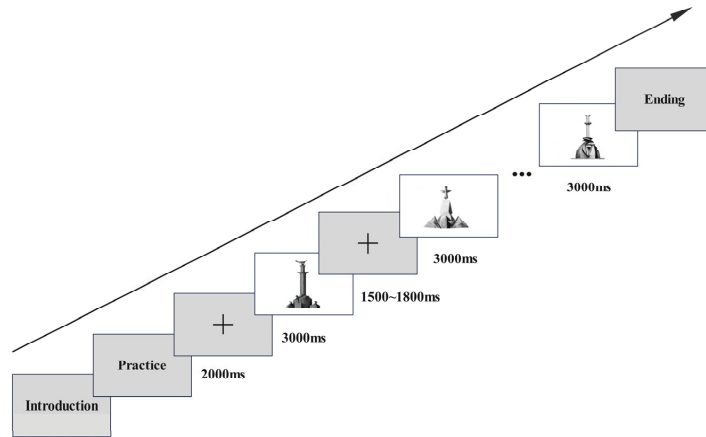 Introduction
Practice
2000ms
3000ms
1500~1800ms
3000ms
...
3000ms
Ending